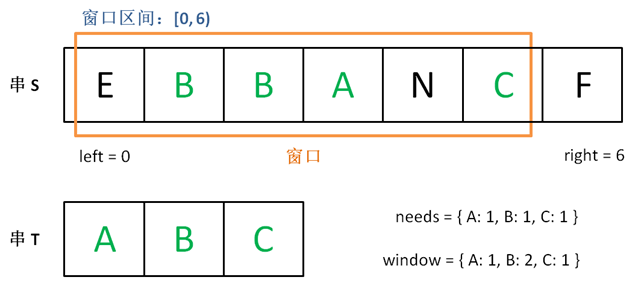 窗口区间：[0, 6)
串 S E B B A N C F
left = 0 窗口 right = 6
串 T A B C
needs = { A: 1, B: 1, C: 1 }
window = { A: 1, B: 2, C: 1 }